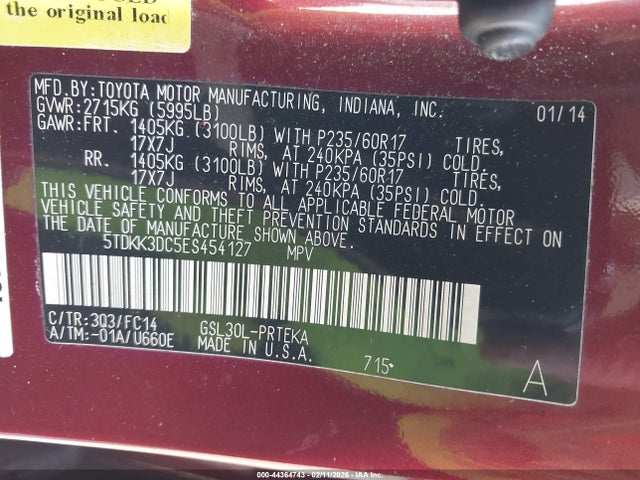 the original load
MFD.BY:TOYOTA MOTOR MANUFACTURING, INDIANA, INC. 01/14
GVWR:2715KG (5995LB)
GAWR:FRT. 1405KG (3100LB) WITH P235/60R17 TIRES,
17X7J RIMS, AT 240KPA (35PSI) COLD.
RR. 1405KG (3100LB) WITH P235/60R17 TIRES,
17X7J RIMS, AT 240KPA (35PSI) COLD.
THIS VEHICLE CONFORMS TO ALL APPLICABLE FEDERAL MOTOR
VEHICLE SAFETY AND THEFT PREVENTION STANDARDS IN EFFECT ON
THE DATE OF MANUFACTURE SHOWN ABOVE.
5TDKK3DC5ES454127 MPV
C/TR:3Q3/FC14 GSL30L-PRTEKA
A/TM:-01A/U660E MADE IN U.S.A. 715* A
000-44364743 - 02/11/2026 - IAA Project